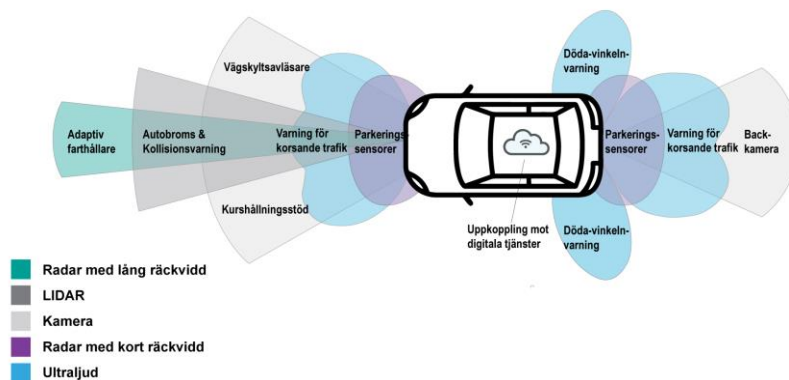 Vägskyltsavläsare
Döda-vinkeln-
varning
Adaptiv
farthållare
Autobroms &
Kollisionsvarning
Varning för
korsande trafik
Parkerings-
sensorer
Parkerings-
sensorer
Varning för
korsande trafik
Back-
kamera
Kurshållningsstöd
Uppkoppling mot
digitala tjänster
Döda-vinkeln-
varning
Radar med lång räckvidd
LIDAR
Kamera
Radar med kort räckvidd
Ultraljud